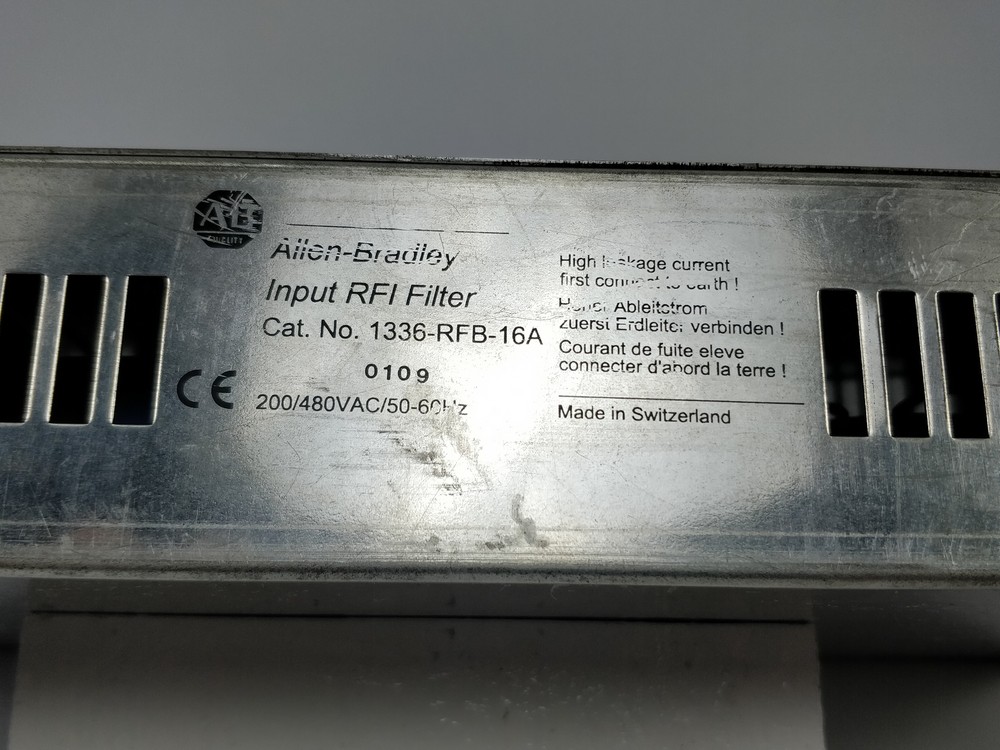 AB
QUALITY
Allen-Bradley
Input RFI Filter
Cat. No. 1336-RFB-16A
0109
CE
200/480VAC/50-60Hz
High leakage current
first connect to earth !
Hoher Ableitstrom
zuerst Erdleiter verbinden !
Courant de fuite eleve
connecter d'abord la terre !
Made in Switzerland